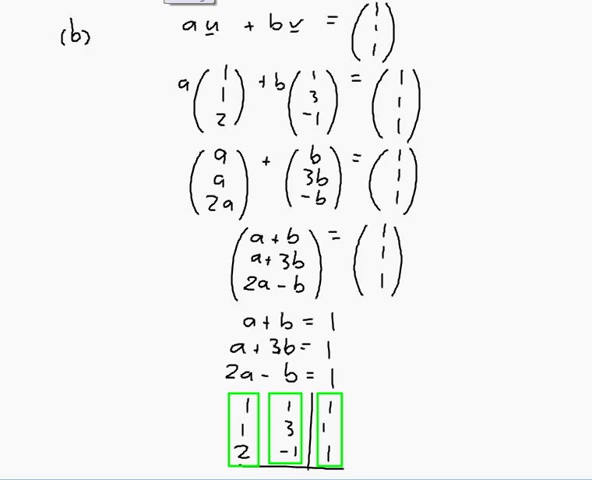 (b) au + bv = (1 1 1)
a(1 1 2) + b(1 3 -1) = (1 1 1)
(a a 2a) + (b 3b -b) = (1 1 1)
(a+b a+3b 2a-b) = (1 1 1)
a+b = 1
a+3b = 1
2a-b = 1
1 1 | 1
1 3 | 1
2 -1 | 1